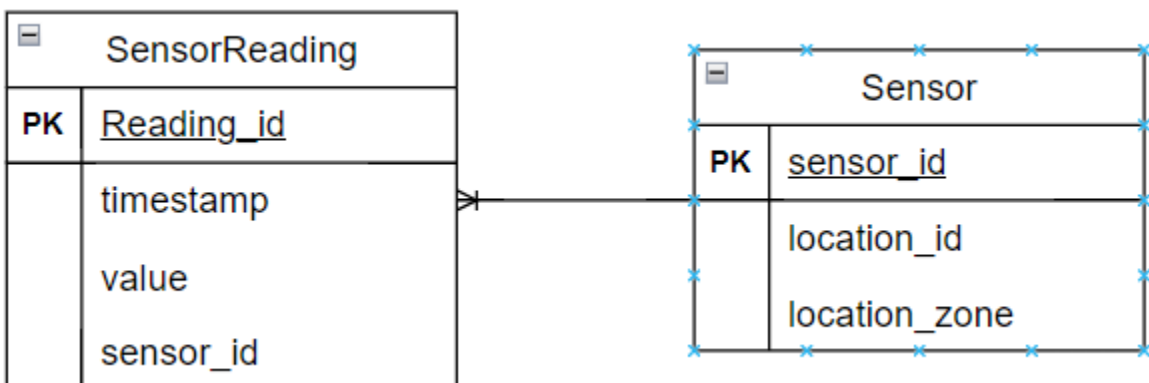 SensorReading
PK Reading_id
timestamp
value
sensor_id
Sensor
PK sensor_id
location_id
location_zone